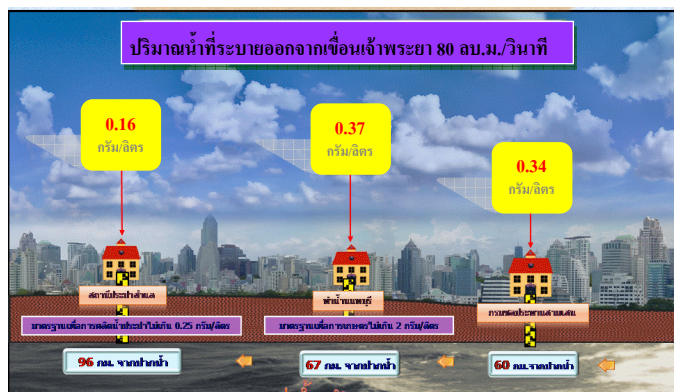 ปริมาณน้ำที่ระบายออกจากเขื่อนเจ้าพระยา 80 ลบ.ม./วินาที
0.16
กรัม/ลิตร
0.37
กรัม/ลิตร
0.34
กรัม/ลิตร
สถานีประปาสำแล
ท่าน้ำนนทบุรี
กรมชลประทานสามเสน
มาตรฐานเพื่อการผลิตน้ำประปาไม่เกิน 0.25 กรัม/ลิตร
มาตรฐานเพื่อการเกษตรไม่เกิน 2 กรัม/ลิตร
96 กม. จากปากน้ำ
67 กม. จากปากน้ำ
60 กม.จากปากน้ำ